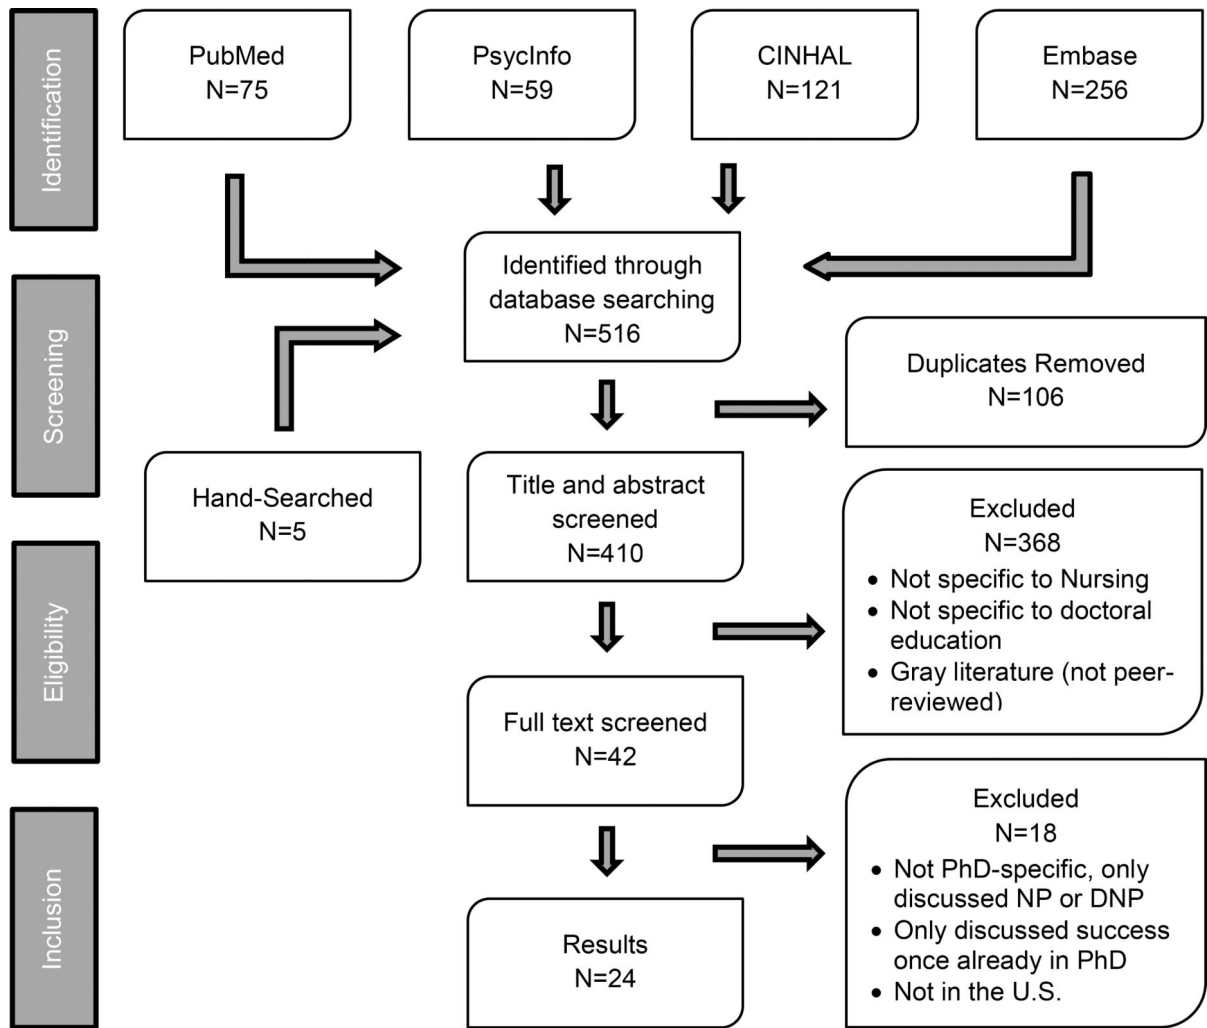 Identification
PubMed
N=75
PsycInfo
N=59
CINHAL
N=121
Embase
N=256
Identified through
database searching
N=516
Screening
Duplicates Removed
N=106
Hand-Searched
N=5
Title and abstract
screened
N=410
Excluded
N=368
• Not specific to Nursing
• Not specific to doctoral
education
• Gray literature (not peer-
reviewed)
Eligibility
Full text screened
N=42
Excluded
N=18
• Not PhD-specific, only
discussed NP or DNP
• Only discussed success
once already in PhD
• Not in the U.S.
Inclusion
Results
N=24